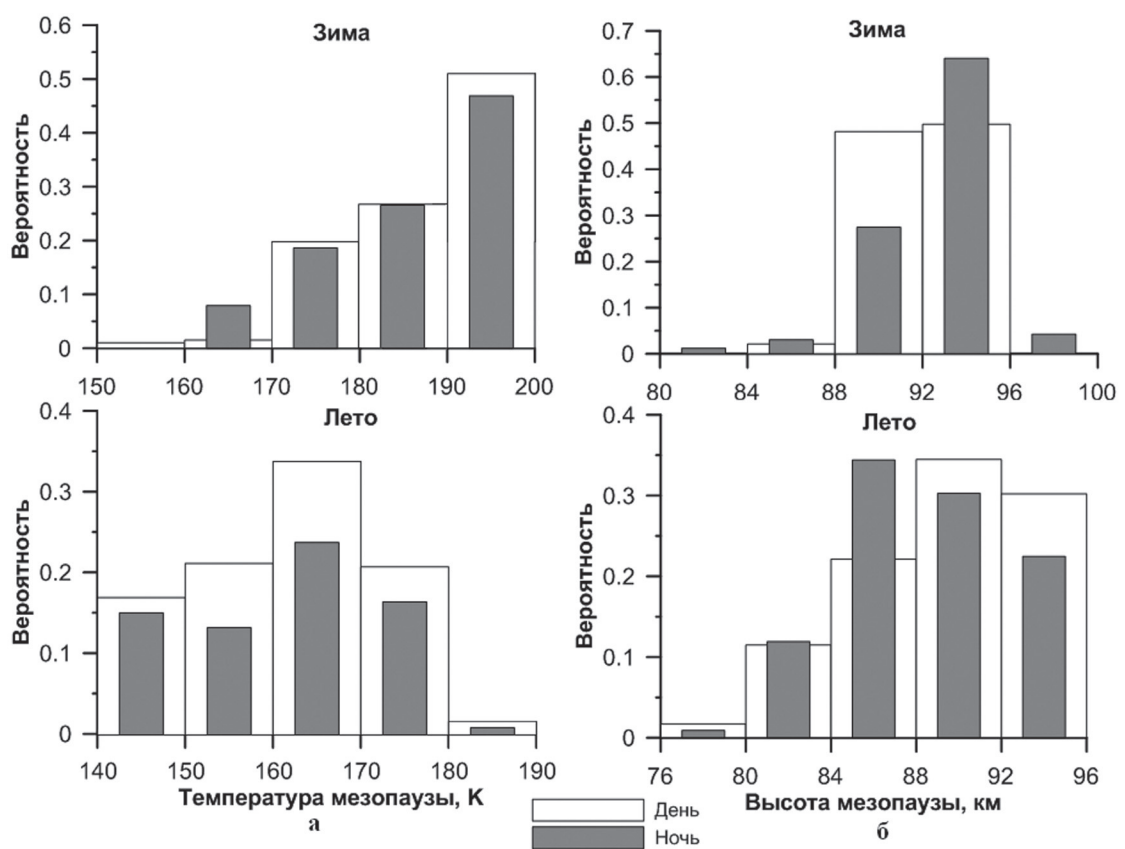 Зима
Вероятность
0.6
0.5
0.4
0.3
0.2
0.1
0
150 160 170 180 190 200
Зима
Вероятность
0.7
0.6
0.5
0.4
0.3
0.2
0.1
0
80 84 88 92 96 100
Лето
Вероятность
0.4
0.3
0.2
0.1
0
140 150 160 170 180 190
Температура мезопаузы, K
а
Лето
Вероятность
0.4
0.3
0.2
0.1
0
76 80 84 88 92 96
Высота мезопаузы, км
б
День
Ночь